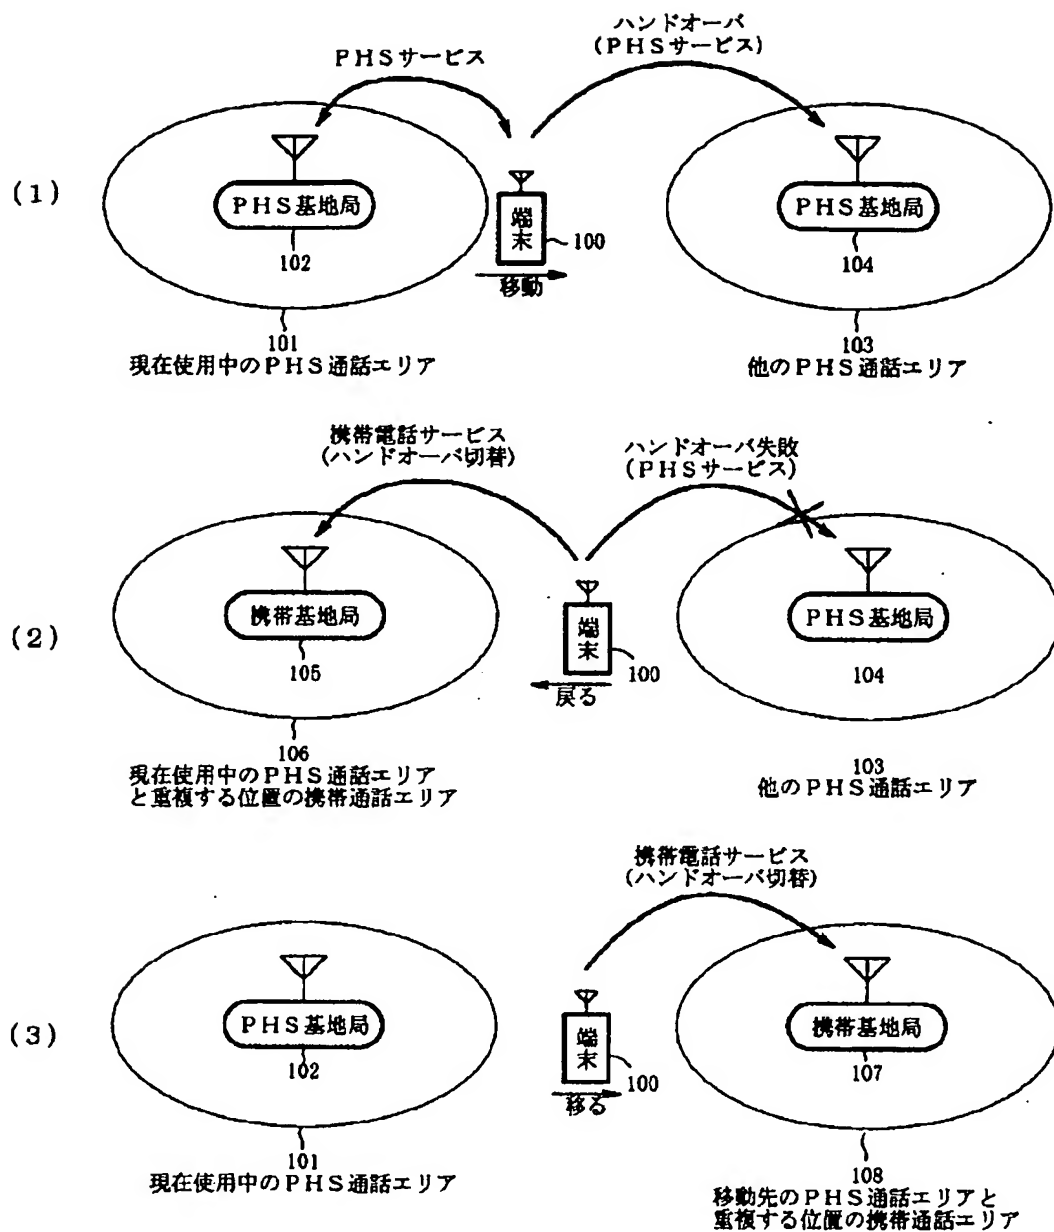 ハンドオーバ
(PHSサービス)
PHSサービス
(1)
PHS基地局
102
端末
100
移動
PHS基地局
104
101
現在使用中のPHS通話エリア
103
他のPHS通話エリア
携帯電話サービス
(ハンドオーバ切替)
ハンドオーバ失敗
(PHSサービス)
(2)
携帯基地局
105
端末
100
戻る
PHS基地局
104
106
現在使用中のPHS通話エリア
と重複する位置の携帯通話エリア
103
他のPHS通話エリア
携帯電話サービス
(ハンドオーバ切替)
(3)
PHS基地局
102
端末
100
移る
携帯基地局
107
101
現在使用中のPHS通話エリア
108
移動先のPHS通話エリアと
重複する位置の携帯通話エリア